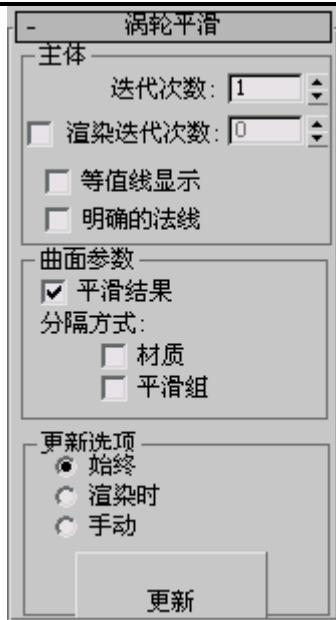 - 涡轮平滑
主体
迭代次数: 1
渲染迭代次数: 0
等值线显示
明确的法线
曲面参数
平滑结果
分隔方式:
材质
平滑组
更新选项
始终
渲染时
手动
更新